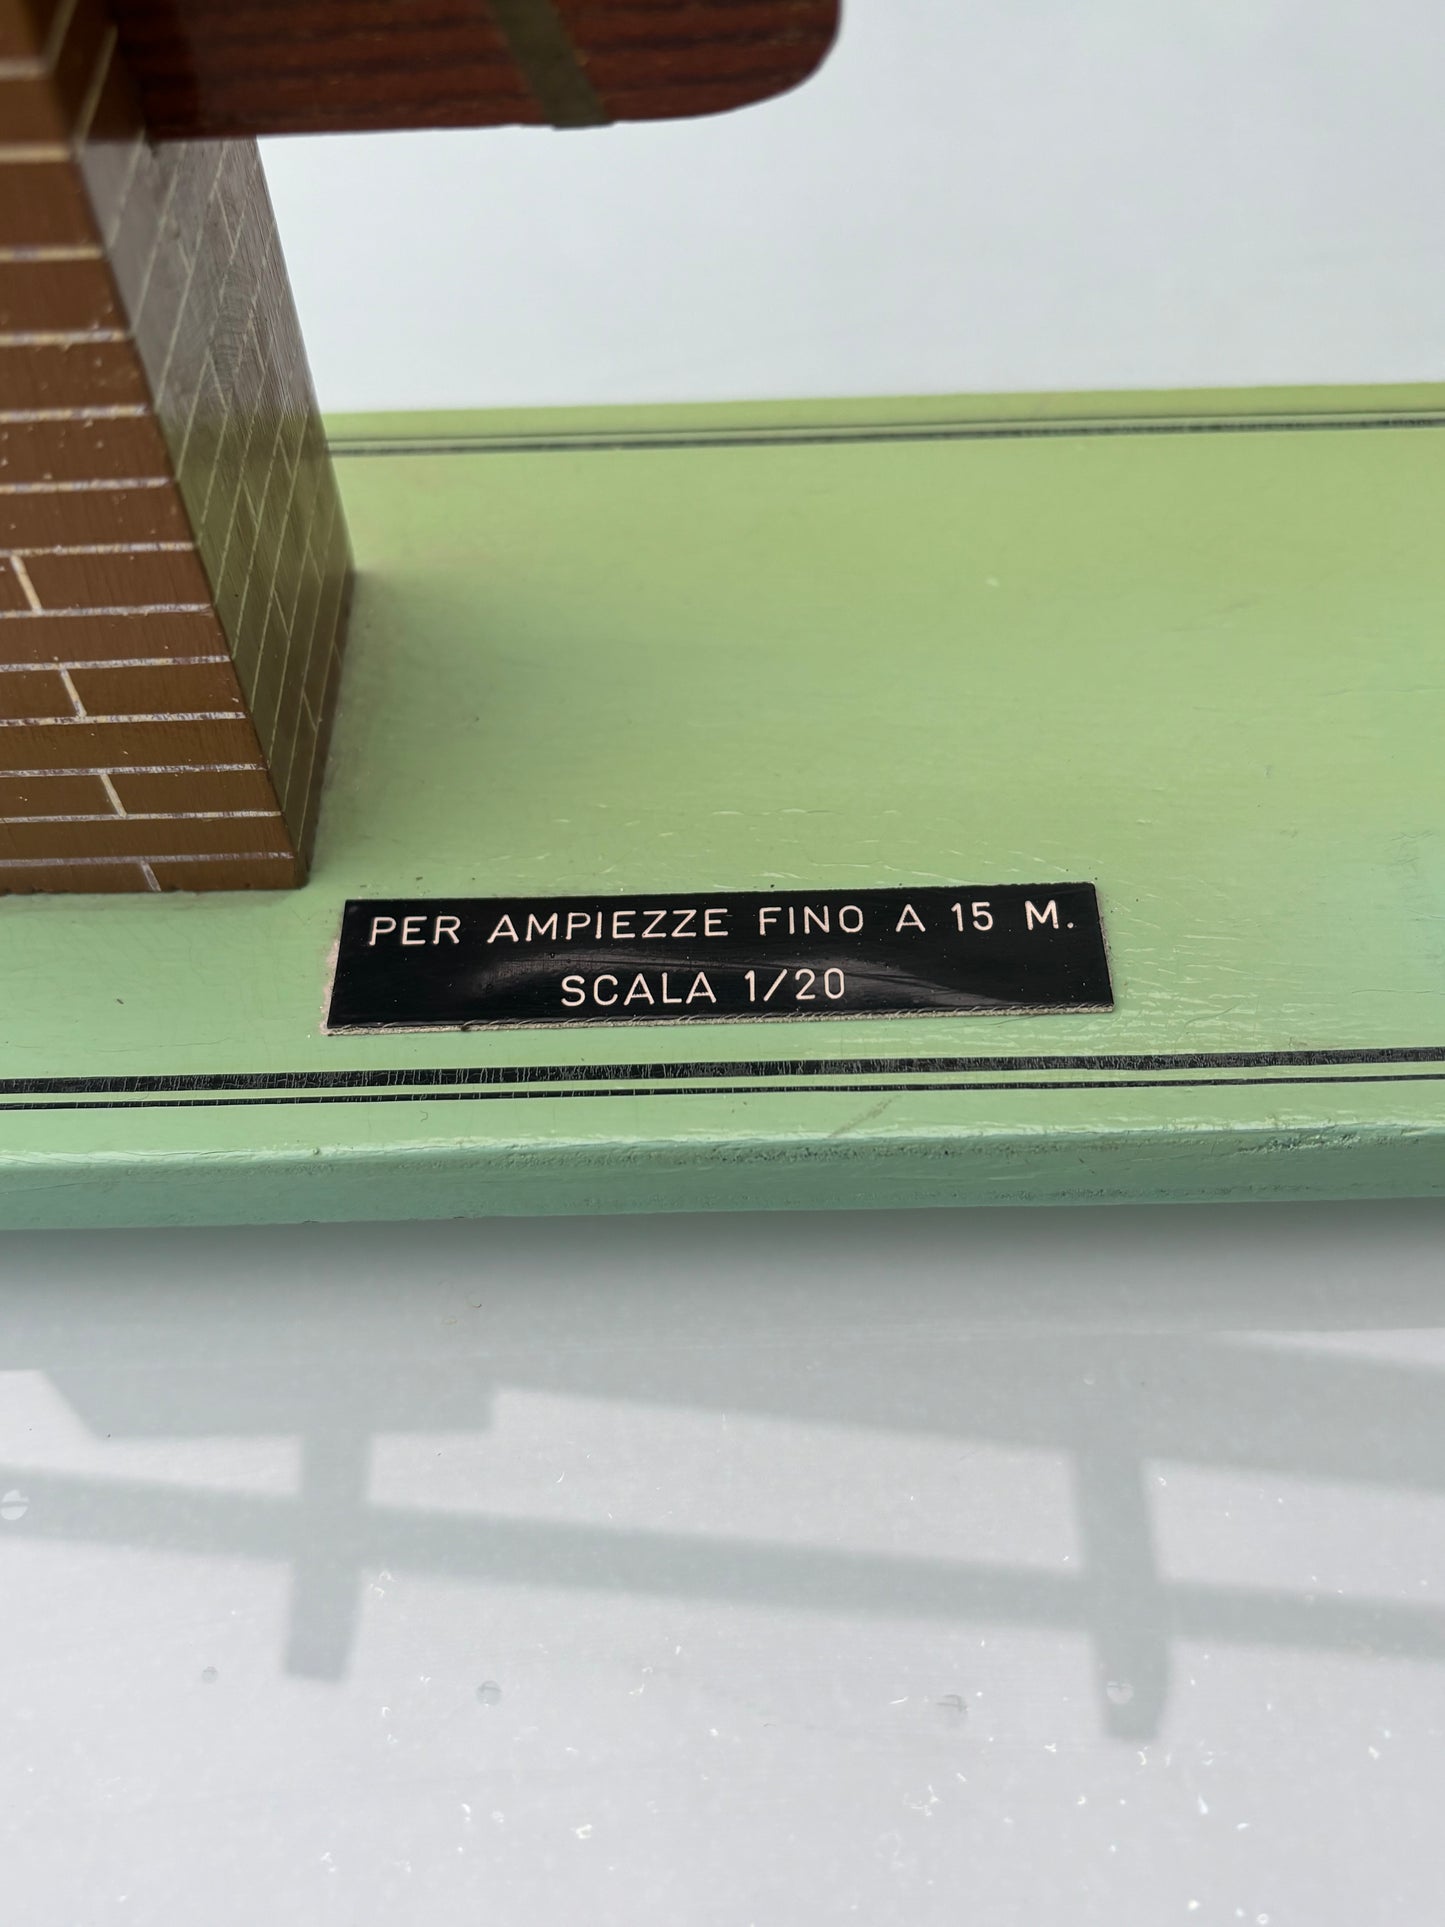 PER AMPIEZZE FINO A 15 M.
SCALA 1/20